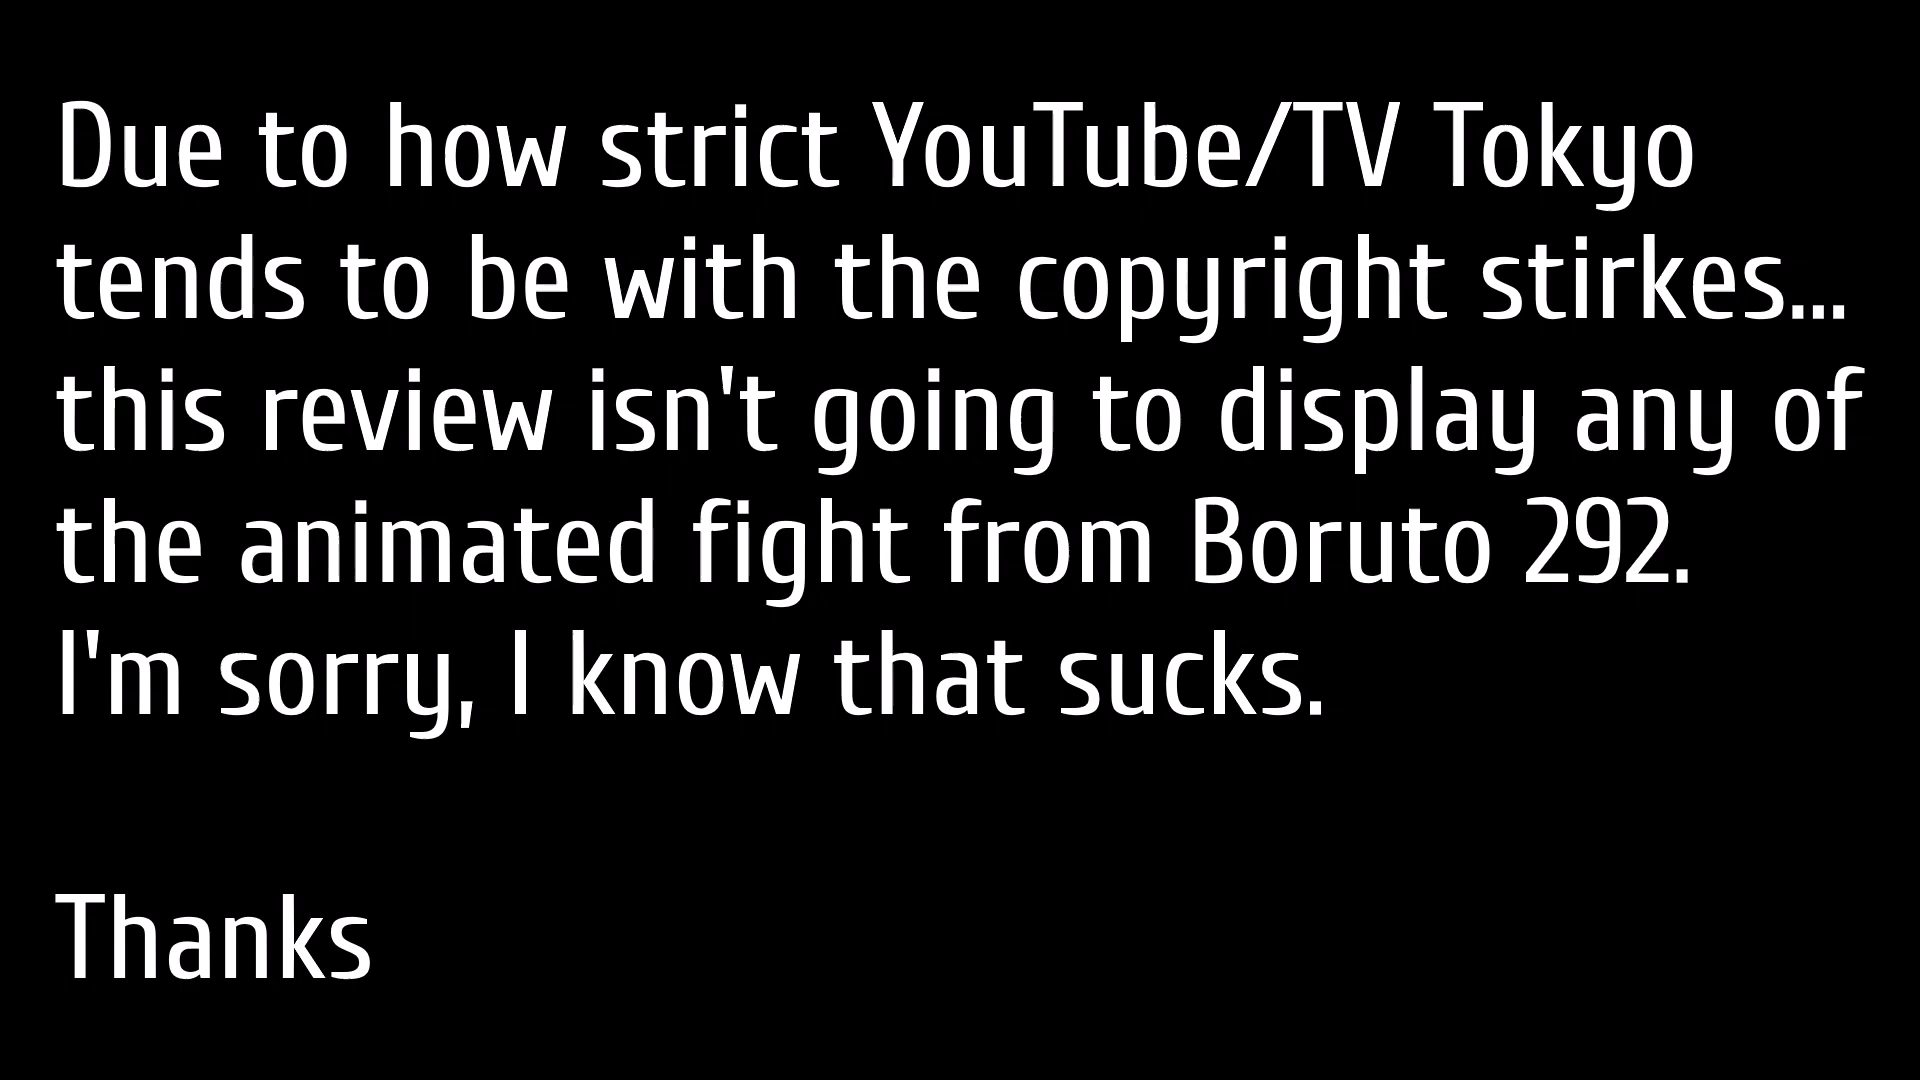 Due to how strict YouTube/TV Tokyo
tends to be with the copyright stirkes...
this review isn't going to display any of
the animated fight from Boruto 292.
I'm sorry, I know that sucks.
Thanks